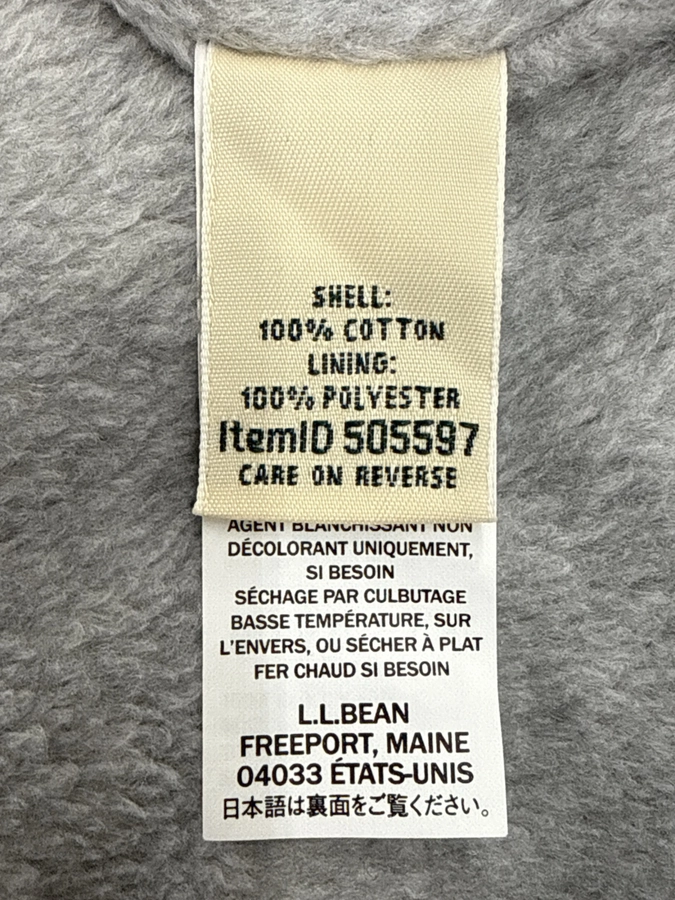 SHELL:
100% COTTON
LINING:
100% POLYESTER
ItemID 505597
CARE ON REVERSE
AGENT BLANCHISSANT NON
DÉCOLORANT UNIQUEMENT,
SI BESOIN
SÉCHAGE PAR CULBUTAGE
BASSE TEMPÉRATURE, SUR
L'ENVERS, OU SÉCHER À PLAT
FER CHAUD SI BESOIN
L.L.BEAN
FREEPORT, MAINE
04033 ÉTATS-UNIS
日本語は裏面をご覧ください。